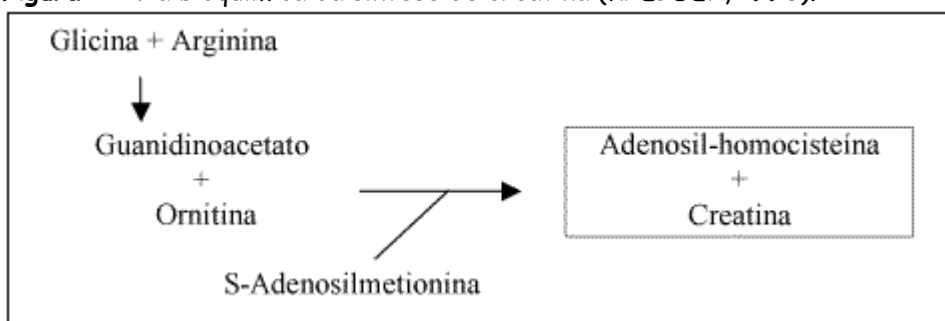 Glicina + Arginina
Guanidinoacetato
+
Ornitina
Adenosil-homocisteína
+
Creatina
S-Adenosilmetionina